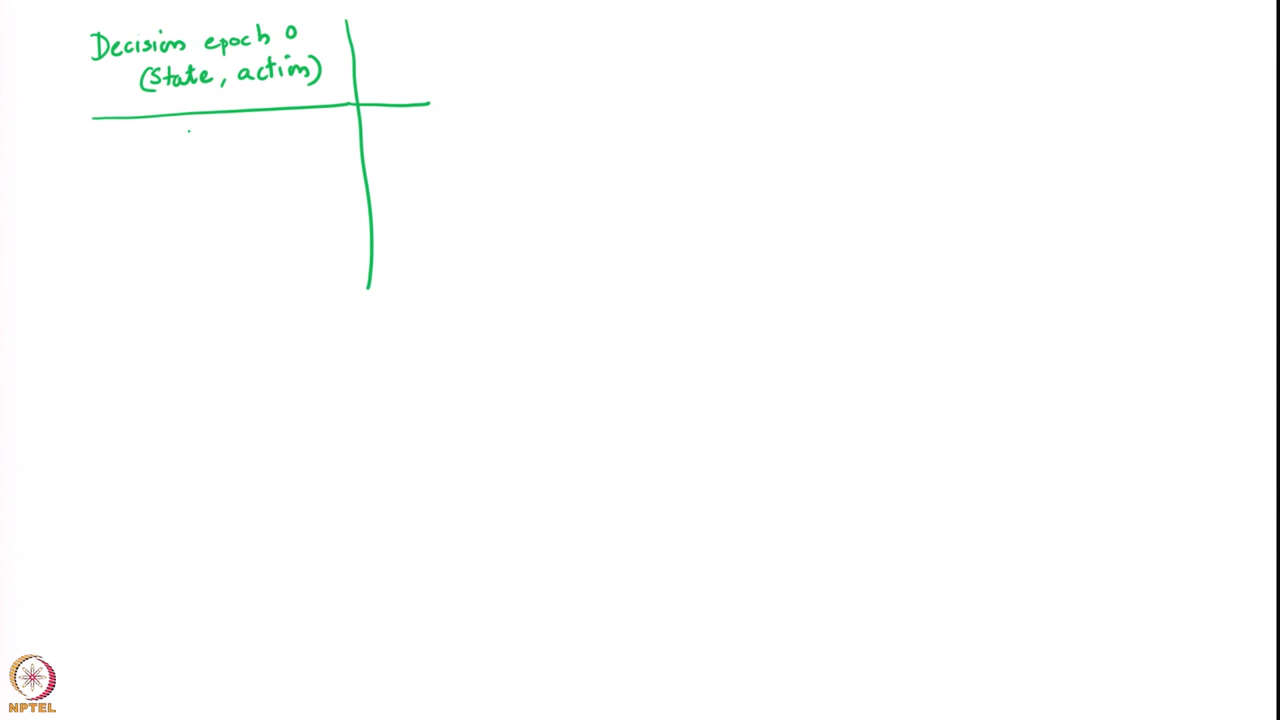 Decision epoch 0
(State, action)
NPTEL